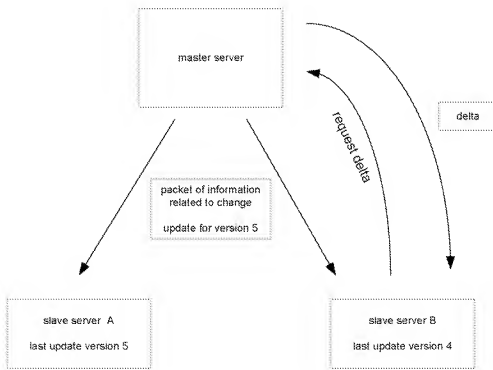 master server
delta
request delta
packet of information
related to change
update for version 5
slave server A
last update version 5
slave server B
last update version 4